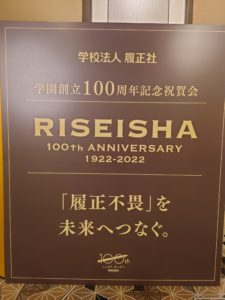 学校法人 履正社
学園創立100周年記念祝賀会
RISEISHA
100th ANNIVERSARY
1922-2022
「履正不畏」を
未来へつなぐ。
100th